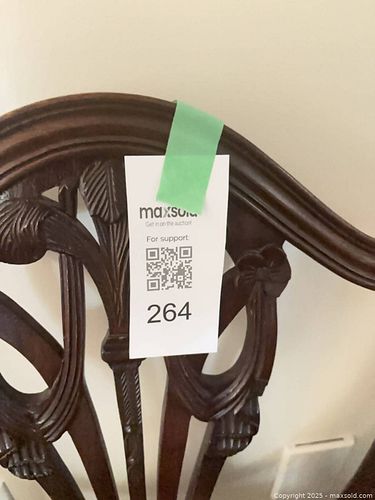 maxsold
Get in on the auction!
For support:
264
Copyright 2025 - maxsold.com